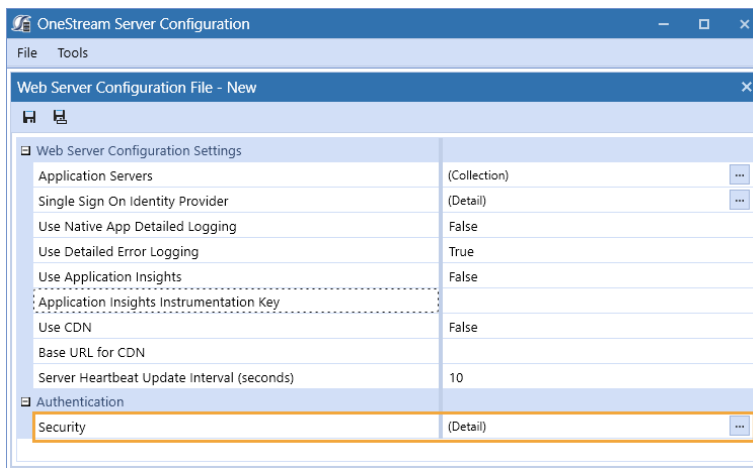 OneStream Server Configuration
File Tools
Web Server Configuration File - New
Web Server Configuration Settings
Application Servers (Collection) ...
Single Sign On Identity Provider (Detail) ...
Use Native App Detailed Logging False
Use Detailed Error Logging True
Use Application Insights False
Application Insights Instrumentation Key
Use CDN False
Base URL for CDN
Server Heartbeat Update Interval (seconds) 10
Authentication
Security (Detail) ...